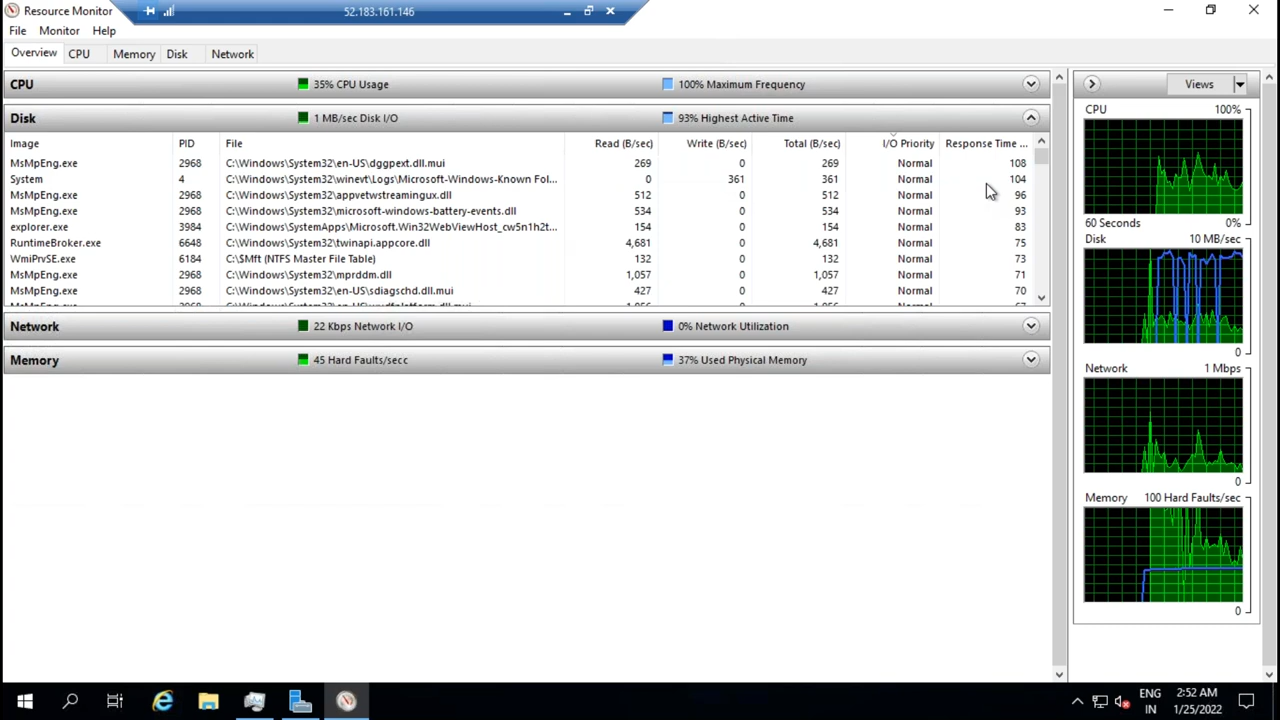 Resource Monitor
52.183.161.146
File Monitor Help
Overview CPU Memory Disk Network
CPU 35% CPU Usage 100% Maximum Frequency
Disk 1 MB/sec Disk I/O 93% Highest Active Time
Image PID File Read (B/sec) Write (B/sec) Total (B/sec) I/O Priority Response Time ...
MsMpEng.exe 2968 C:\Windows\System32\en-US\dggpext.dll.mui 269 0 269 Normal 108
System 4 C:\Windows\System32\winevt\Logs\Microsoft-Windows-Known Fol... 0 361 361 Normal 104
MsMpEng.exe 2968 C:\Windows\System32\appvetwstreamingux.dll 512 0 512 Normal 96
MsMpEng.exe 2968 C:\Windows\System32\microsoft-windows-battery-events.dll 534 0 534 Normal 93
explorer.exe 3984 C:\Windows\SystemApps\Microsoft.Win32WebViewHost_cw5n1h2t... 154 0 154 Normal 83
RuntimeBroker.exe 6648 C:\Windows\System32\twinapi.appcore.dll 4,681 0 4,681 Normal 75
WmiPrvSE.exe 6184 C:\$Mft (NTFS Master File Table) 132 0 132 Normal 73
MsMpEng.exe 2968 C:\Windows\System32\mprddm.dll 1,057 0 1,057 Normal 71
MsMpEng.exe 2968 C:\Windows\System32\en-US\sdiagschd.dll.mui 427 0 427 Normal 70
Network 22 Kbps Network I/O 0% Network Utilization
Memory 45 Hard Faults/secc 37% Used Physical Memory
Views
CPU 100%
60 Seconds 0%
Disk 10 MB/sec
0
Network 1 Mbps
0
Memory 100 Hard Faults/sec
0
ENG
IN
2:52 AM
1/25/2022